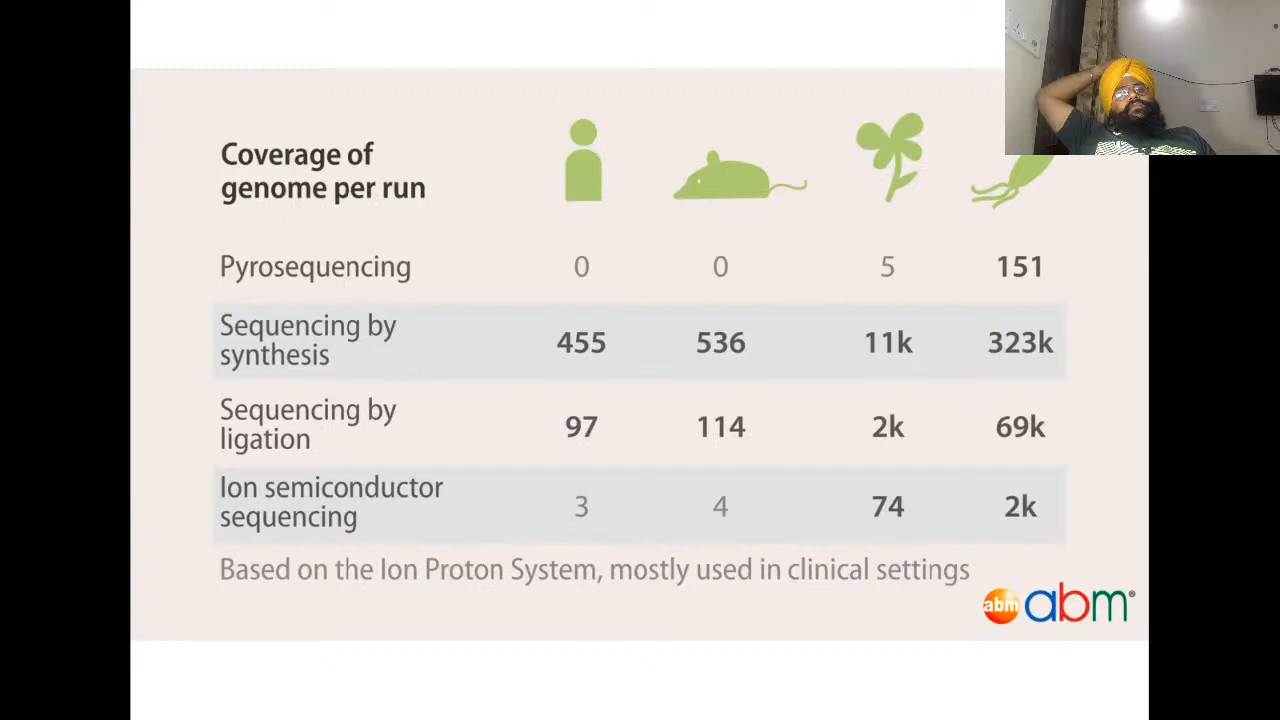 Coverage of
genome per run
Pyrosequencing 0 0 5 151
Sequencing by
synthesis 455 536 11k 323k
Sequencing by
ligation 97 114 2k 69k
Ion semiconductor
sequencing 3 4 74 2k
Based on the Ion Proton System, mostly used in clinical settings
abm abm®